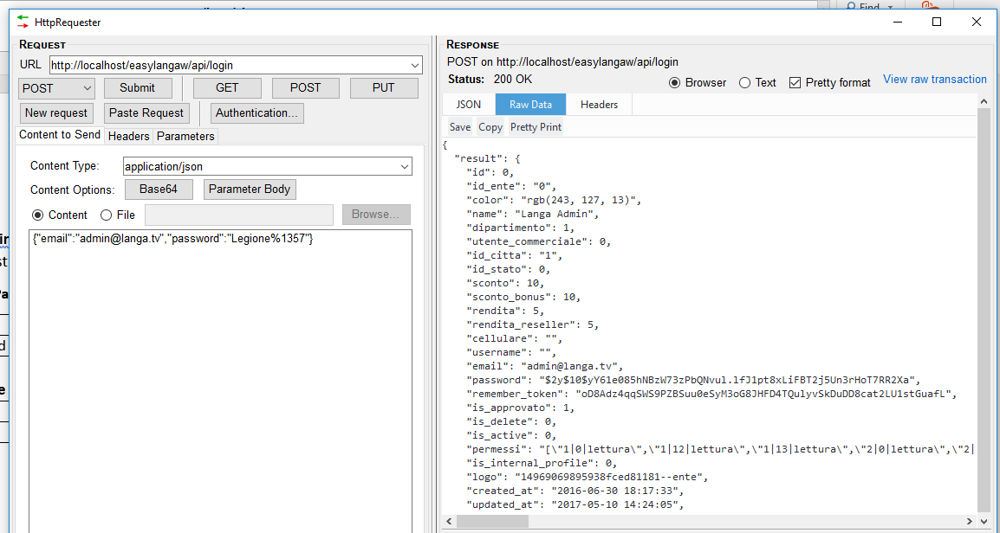 Find
HttpRequester
REQUEST
URL http://localhost/easylangaw/api/login
POST Submit GET POST PUT
New request Paste Request Authentication...
Content to Send Headers Parameters
Content Type: application/json
Content Options: Base64 Parameter Body
Content File Browse...
{"email":"admin@langa.tv","password":"Legione%1357"}
RESPONSE
POST on http://localhost/easylangaw/api/login
Status: 200 OK
Browser Text Pretty format View raw transaction
JSON Raw Data Headers
Save Copy Pretty Print
{
"result": {
"id": 0,
"id_ente": "0",
"color": "rgb(243, 127, 13)",
"name": "Langa Admin",
"dipartimento": 1,
"utente_commerciale": 0,
"id_citta": "1",
"id_stato": 0,
"sconto": 10,
"sconto_bonus": 10,
"rendita": 5,
"rendita_reseller": 5,
"cellulare": "",
"username": "",
"email": "admin@langa.tv",
"password": "$2y$10$yY61e085hNBzW73zPbQNvul.lfJ1pt8xLiFBT2j5Un3rHoT7RR2Xa",
"remember_token": "oD8Adz4qqSWS9PZBSuu0eSyM3oG8JHFD4TQulyvSkDuDD8cat2LU1stGuafL",
"is_approvato": 1,
"is_delete": 0,
"is_active": 0,
"permessi": "[\"1|0|lettura\",\"1|12|lettura\",\"1|13|lettura\",\"2|0|lettura\",\"2|
"is_internal_profile": 0,
"logo": "14969069895938fced81181--ente",
"created_at": "2016-06-30 18:17:33",
"updated_at": "2017-05-10 14:24:05",